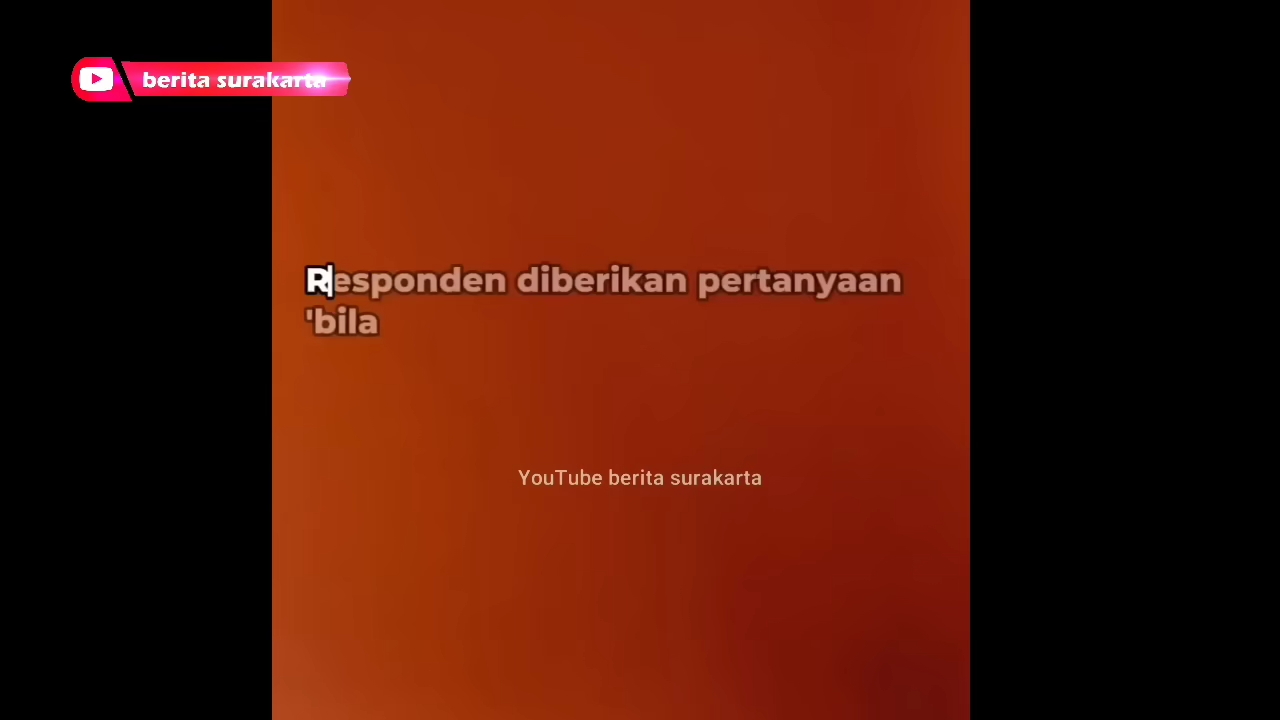 berita surakarta
Responden diberikan pertanyaan
'bila
YouTube berita surakarta